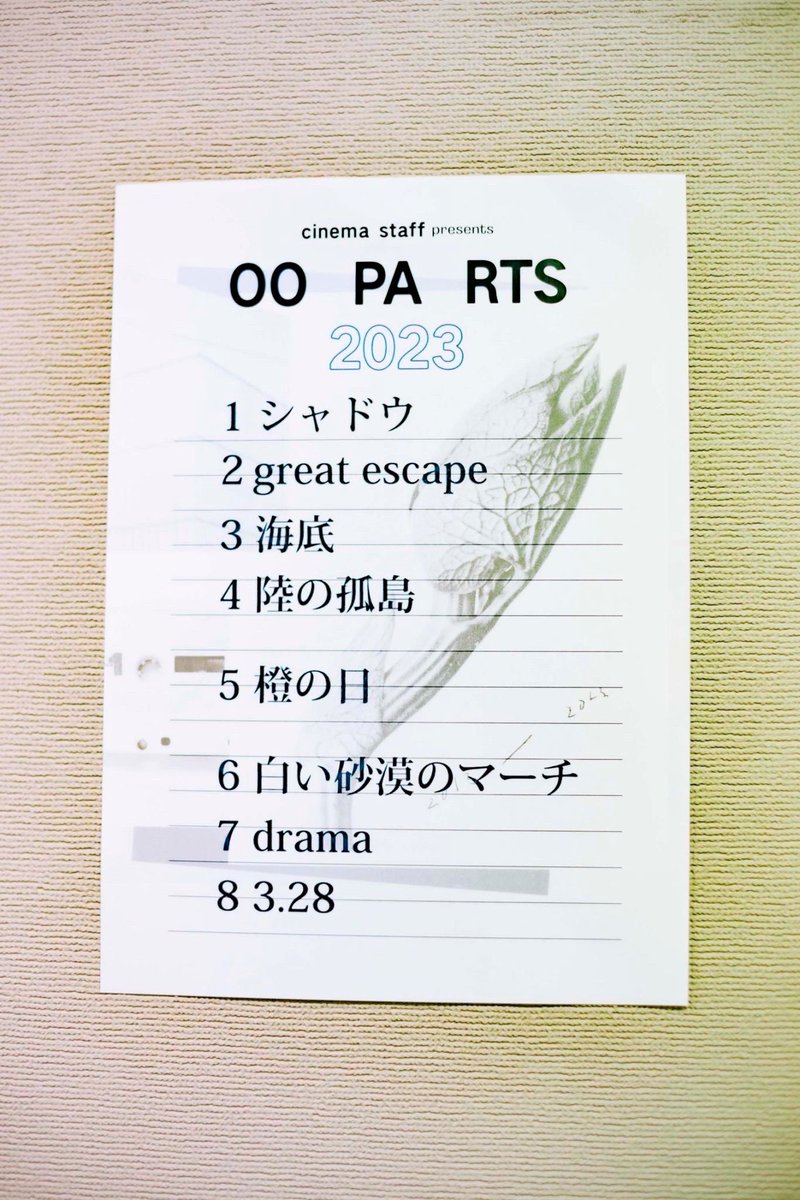 cinema staff presents
OO PA RTS
2023
1 シャドウ
2 great escape
3 海底
4 陸の孤島
5 橙の日
6 白い砂漠のマーチ
7 drama
8 3.28